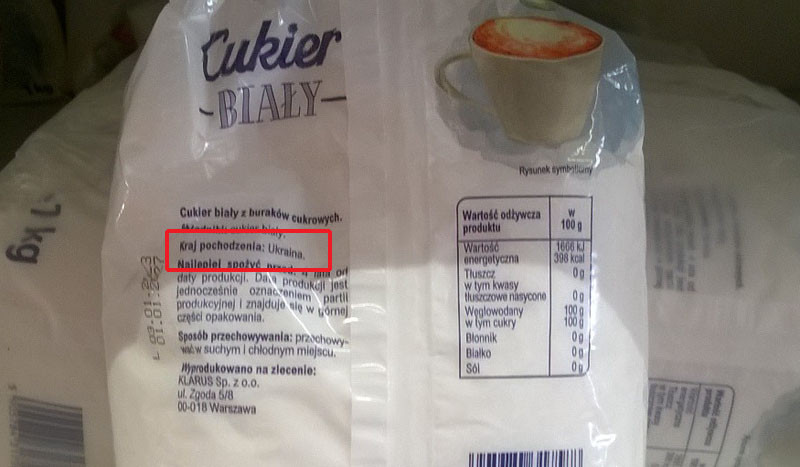 Cukier
BIAŁY
Rysunek symboliczny
Cukier biały z buraków cukrowych.
Składniki: cukier biały.
Kraj pochodzenia: Ukraina.
Najlepiej spożyć przed: 4 lata od
daty produkcji. Data produkcji jest
jednocześnie oznaczeniem partii
produkcyjnej i znajduje się w górnej
części opakowania.
Sposób przechowywania: przechowy-
wać w suchym i chłodnym miejscu.
Wyprodukowano na zlecenie:
KLARUS Sp. z o.o.
ul. Zgoda 5/8
00-018 Warszawa
Wartość odżywcza w
produktu 100 g
Wartość 1666 kJ
energetyczna 398 kcal
Tłuszcz 0 g
w tym kwasy
tłuszczowe nasycone 0 g
Węglowodany 100 g
w tym cukry 100 g
Błonnik 0 g
Białko 0 g
Sól 0 g
1 kg